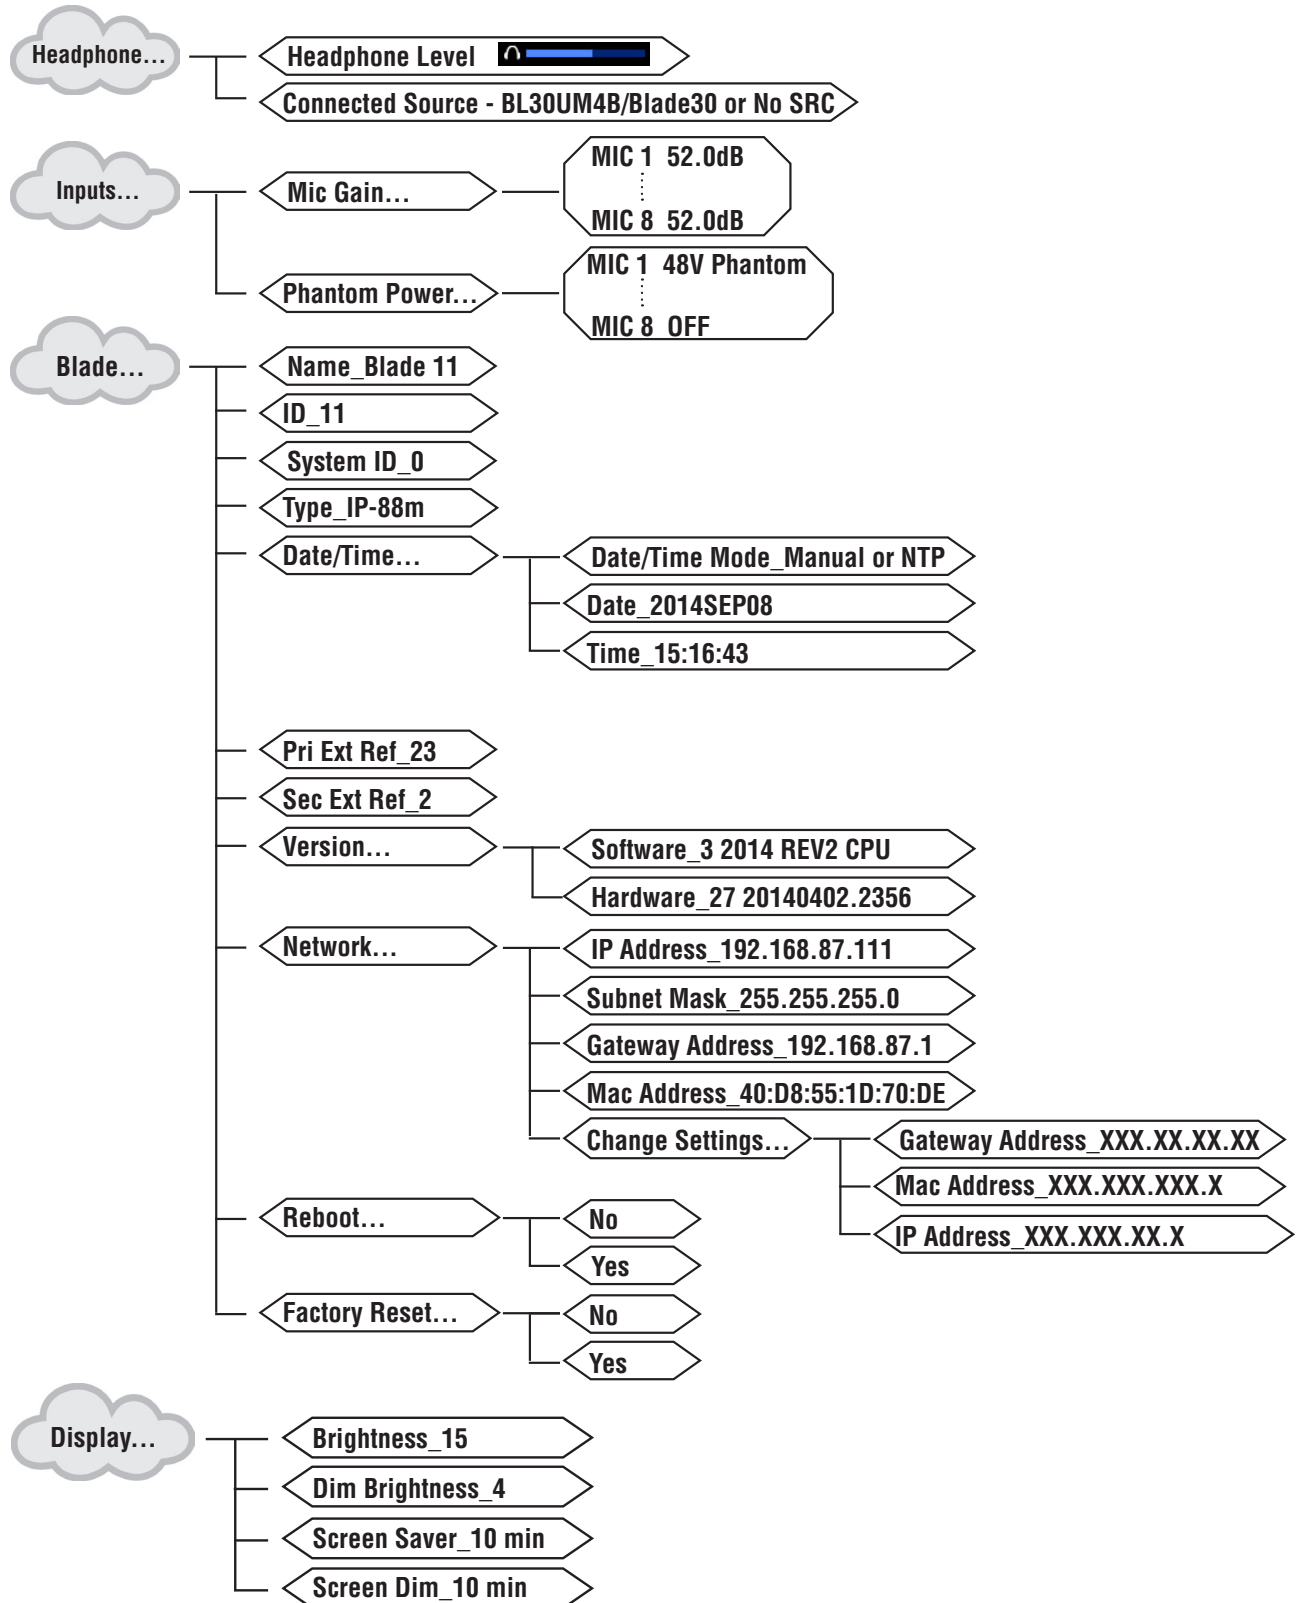 Headphone...
Headphone Level
Connected Source - BL30UM4B/Blade30 or No SRC
Inputs...
Mic Gain...
MIC 1 52.0dB
MIC 8 52.0dB
Phantom Power...
MIC 1 48V Phantom
MIC 8 OFF
Blade...
Name_Blade 11
ID_11
System ID_0
Type_IP-88m
Date/Time...
Date/Time Mode_Manual or NTP
Date_2014SEP08
Time_15:16:43
Pri Ext Ref_23
Sec Ext Ref_2
Version...
Software_3 2014 REV2 CPU
Hardware_27 20140402.2356
Network...
IP Address_192.168.87.111
Subnet Mask_255.255.255.0
Gateway Address_192.168.87.1
Mac Address_40:D8:55:1D:70:DE
Change Settings...
Gateway Address_XXX.XX.XX.XX
Mac Address_XXX.XXX.XXX.X
IP Address_XXX.XXX.XX.X
Reboot...
No
Yes
Factory Reset...
No
Yes
Display...
Brightness_15
Dim Brightness_4
Screen Saver_10 min
Screen Dim_10 min